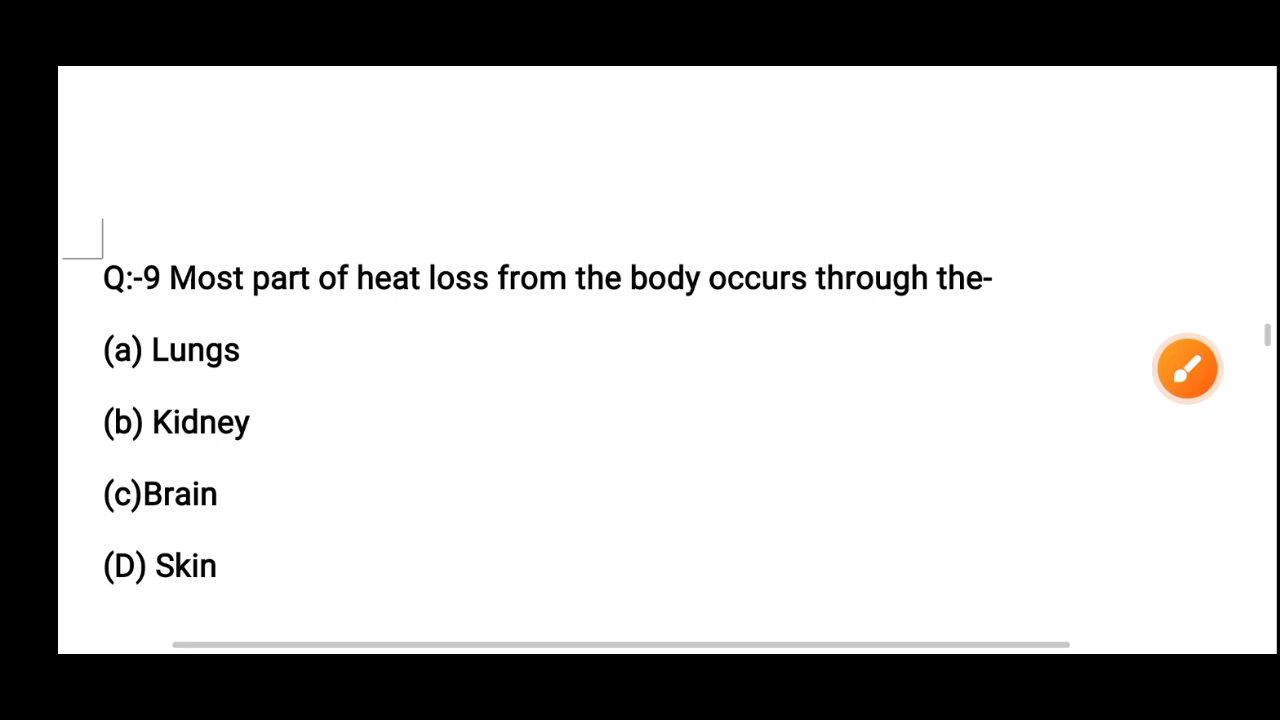 Q:-9 Most part of heat loss from the body occurs through the-
(a) Lungs
(b) Kidney
(c)Brain
(D) Skin